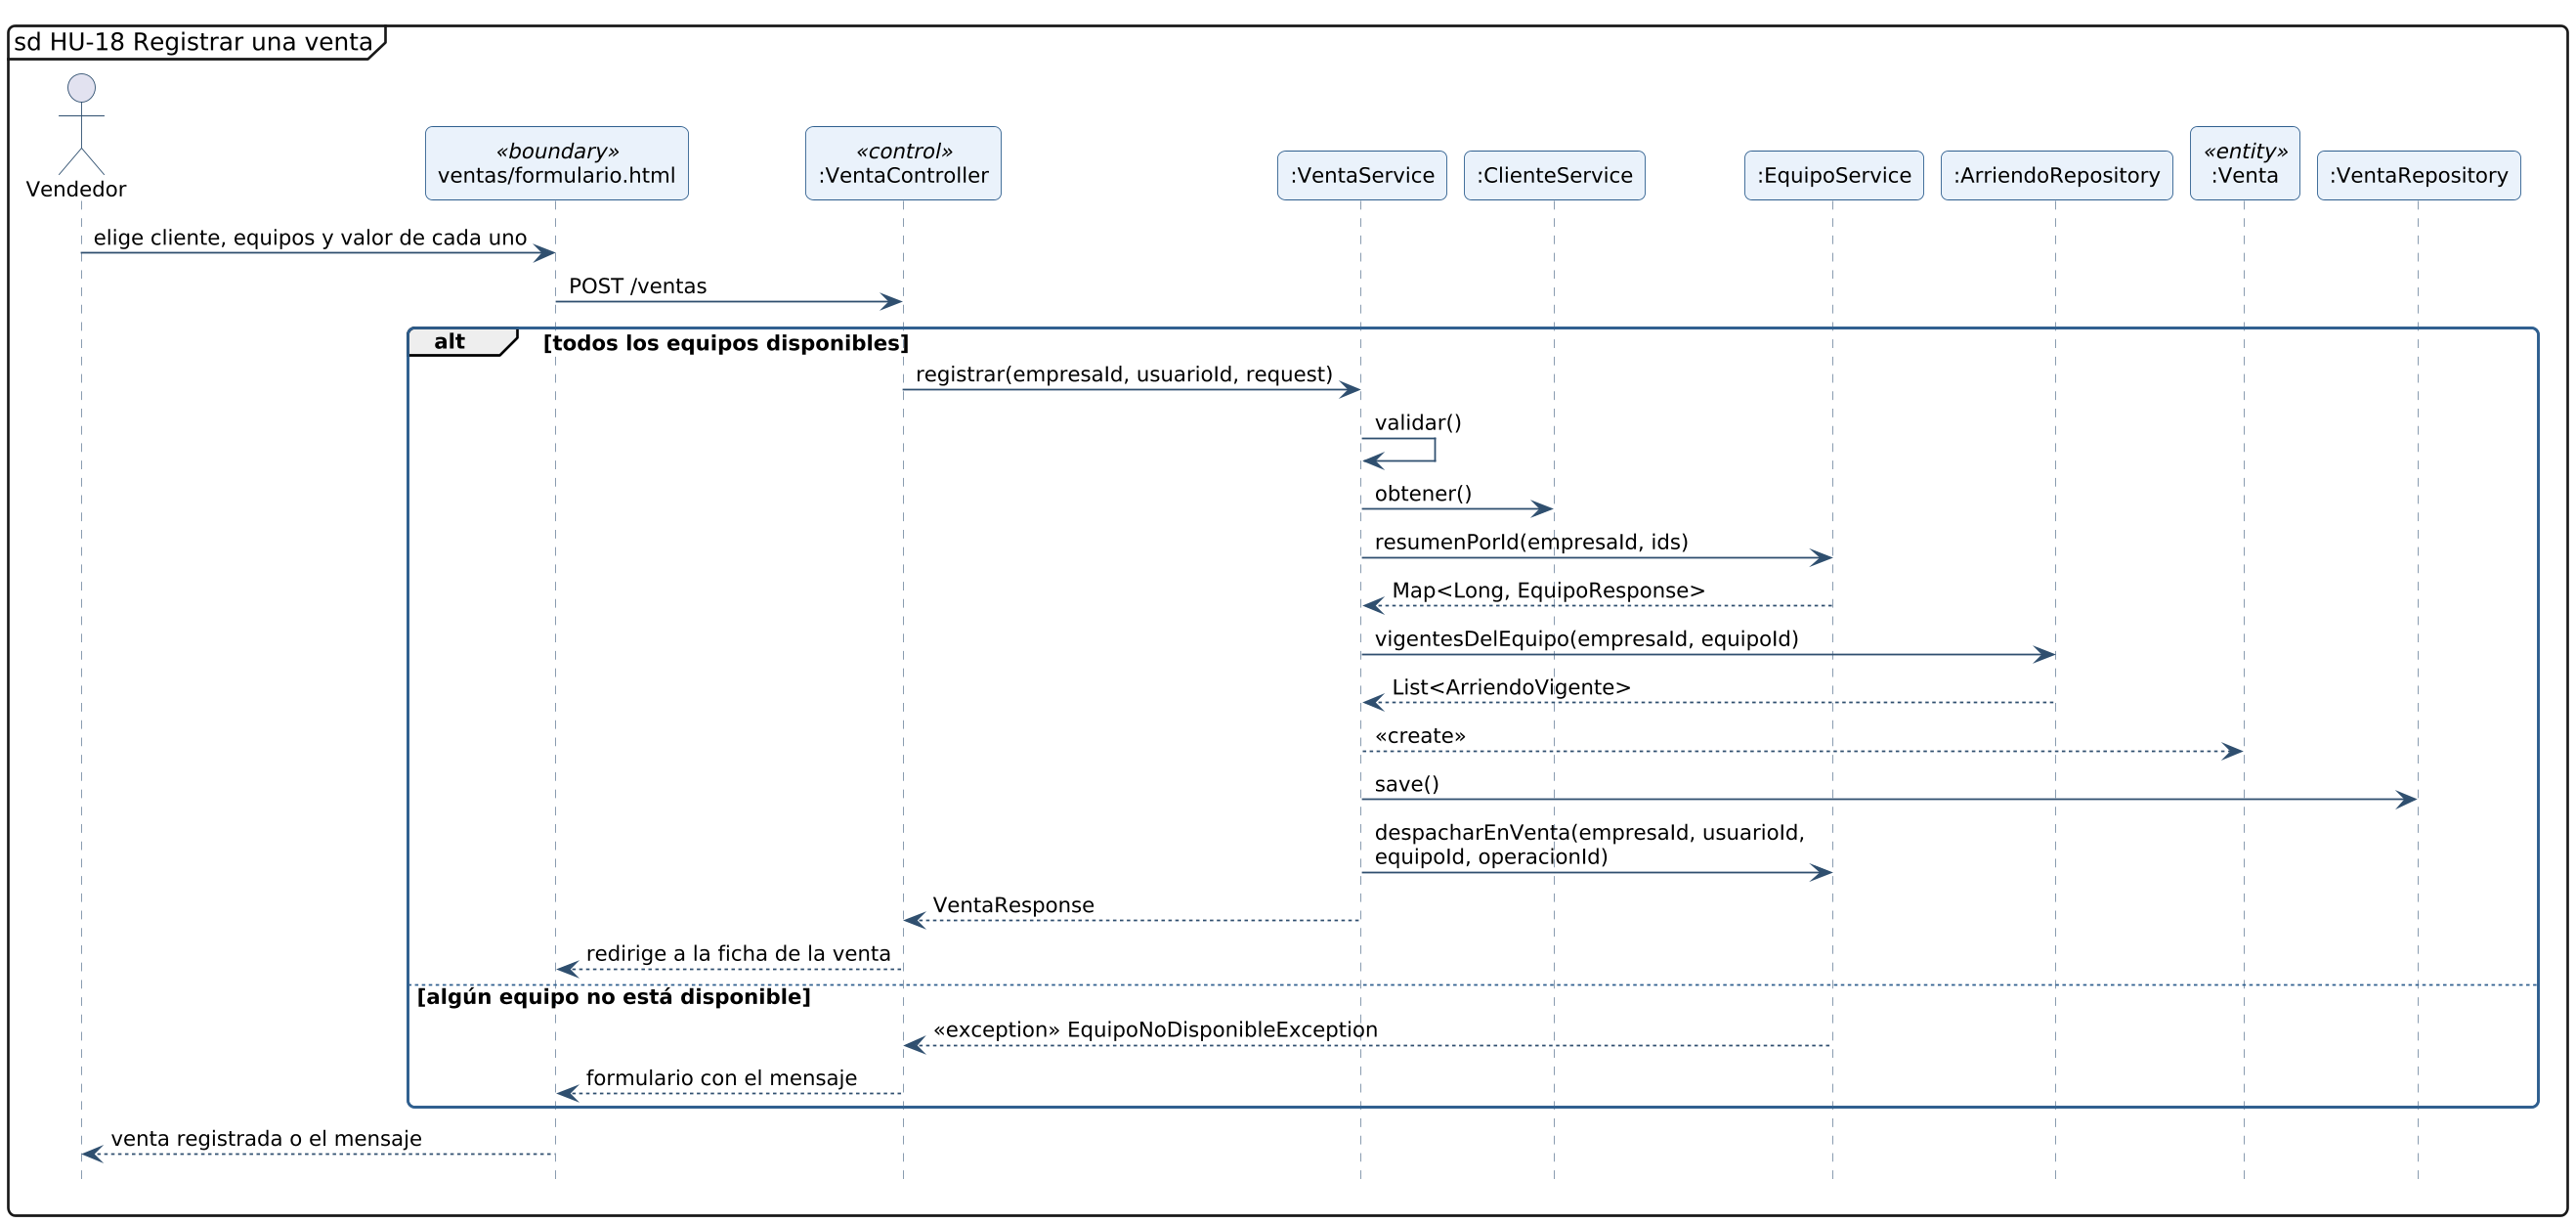 sd HU-18 Registrar una venta
Vendedor
«boundary»
ventas/formulario.html
«control»
:VentaController
:VentaService
:ClienteService
:EquipoService
:ArriendoRepository
«entity»
:Venta
:VentaRepository
elige cliente, equipos y valor de cada uno
POST /ventas
alt
[todos los equipos disponibles]
registrar(empresaId, usuarioId, request)
validar()
obtener()
resumenPorId(empresaId, ids)
Map<Long, EquipoResponse>
vigentesDelEquipo(empresaId, equipoId)
List<ArriendoVigente>
«create»
save()
despacharEnVenta(empresaId, usuarioId,
equipoId, operacionId)
VentaResponse
redirige a la ficha de la venta
[algún equipo no está disponible]
«exception» EquipoNoDisponibleException
formulario con el mensaje
venta registrada o el mensaje